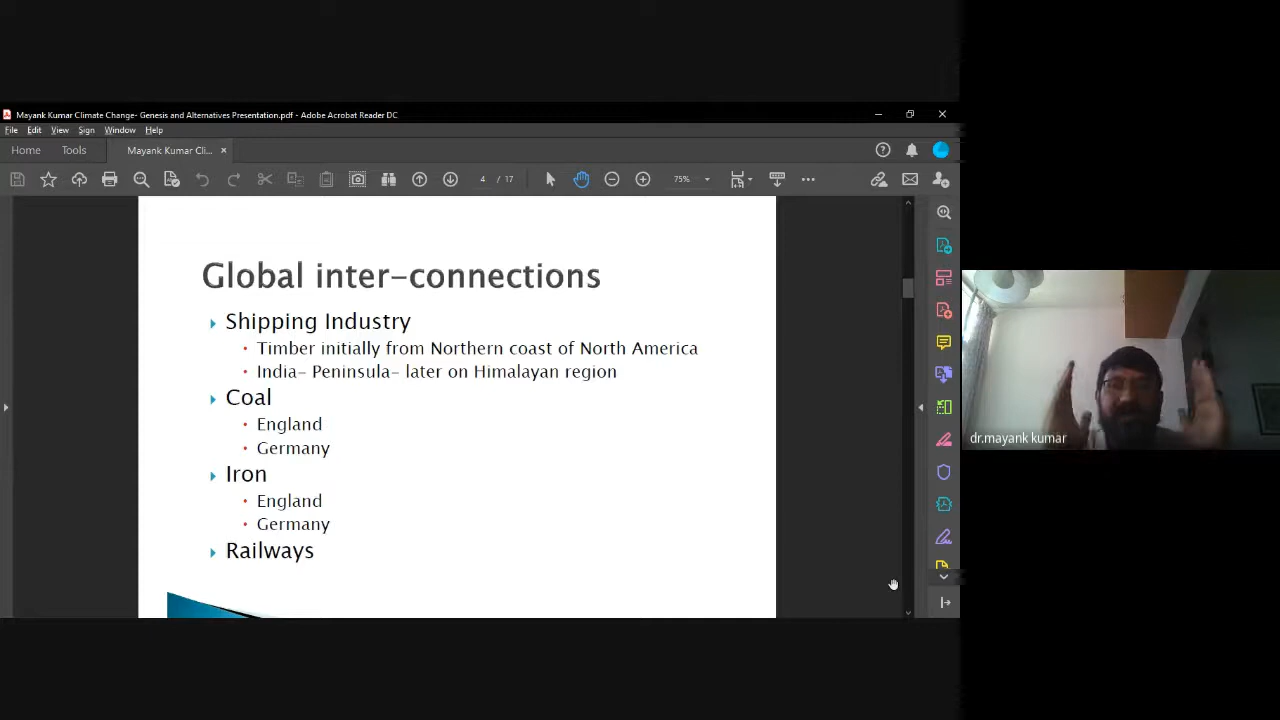 Mayank Kumar Climate Change- Genesis and Alternatives Presentation.pdf - Adobe Acrobat Reader DC
File Edit View Sign Window Help
Home Tools Mayank Kumar Cli... ×
4 / 17 75%
Global inter-connections
Shipping Industry
Timber initially from Northern coast of North America
India- Peninsula- later on Himalayan region
Coal
England
Germany
Iron
England
Germany
Railways
dr.mayank kumar